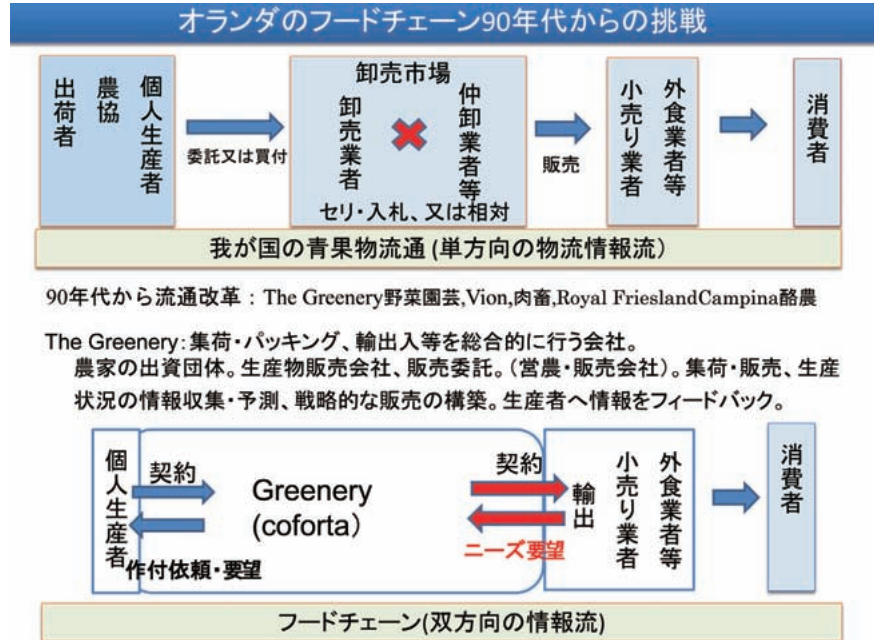 オランダのフードチェーン90年代からの挑戦
出荷者
農協
個人生産者
委託又は買付
卸売市場
卸売業者
仲卸業者等
セリ・入札、又は相対
販売
小売り業者
外食業者等
消費者
我が国の青果物流通(単方向の物流情報流)
90年代から流通改革：The Greenery野菜園芸,Vion,肉畜,Royal FrieslandCampina酪農
The Greenery:集荷・パッキング、輸出入等を総合的に行う会社。
農家の出資団体。生産物販売会社、販売委託。(営農・販売会社)。集荷・販売、生産
状況の情報収集・予測、戦略的な販売の構築。生産者へ情報をフィードバック。
個人生産者
契約
作付依頼・要望
Greenery
(coforta)
契約
ニーズ要望
輸出
小売り業者
外食業者等
消費者
フードチェーン(双方向の情報流)